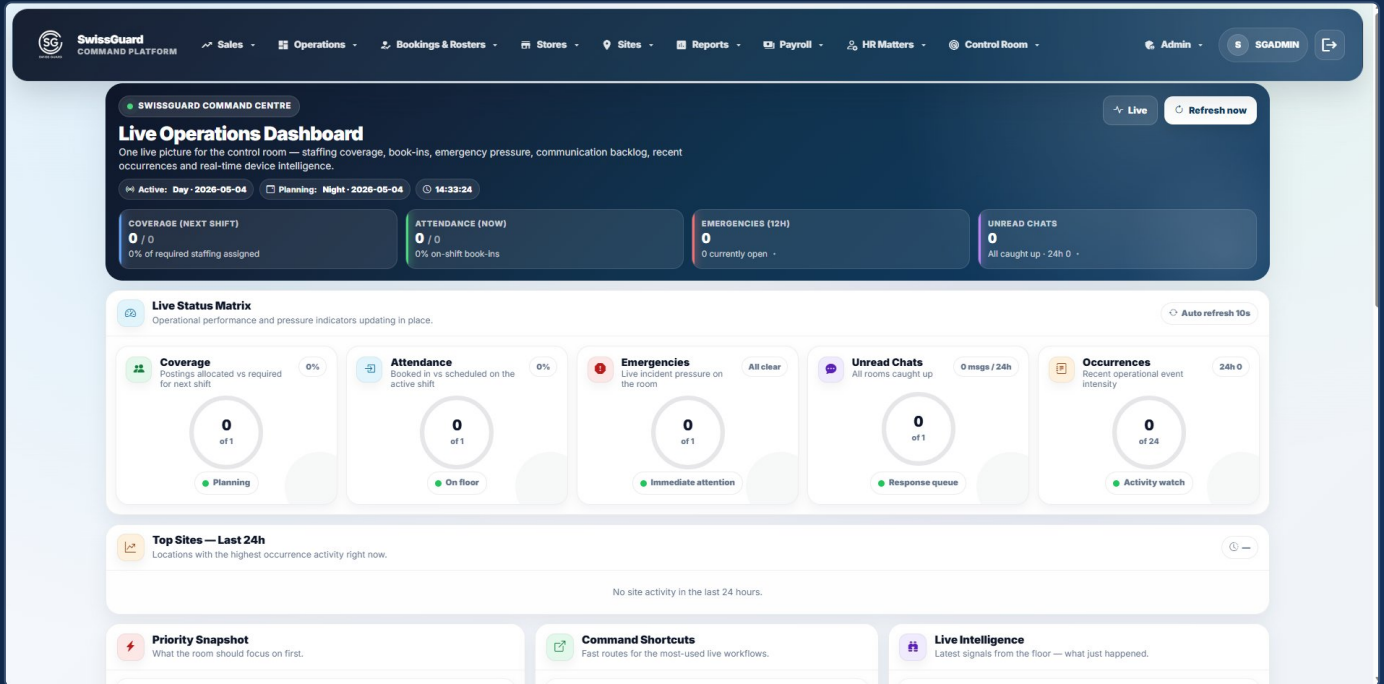 SG
SWISS GUARD
SwissGuard
COMMAND PLATFORM
Sales
Operations
Bookings & Rosters
Stores
Sites
Reports
Payroll
HR Matters
Control Room
Admin
S
SGADMIN
SWISSGUARD COMMAND CENTRE
Live
Refresh now
Live Operations Dashboard
One live picture for the control room — staffing coverage, book-ins, emergency pressure, communication backlog, recent
occurrences and real-time device intelligence.
Active: Day · 2026-05-04
Planning: Night · 2026-05-04
14:33:24
COVERAGE (NEXT SHIFT)
0 / 0
0% of required staffing assigned
ATTENDANCE (NOW)
0 / 0
0% on-shift book-ins
EMERGENCIES (12H)
0
0 currently open ·
UNREAD CHATS
0
All caught up · 24h 0 ·
Live Status Matrix
Operational performance and pressure indicators updating in place.
Auto refresh 10s
Coverage
Postings allocated vs required
for next shift
0%
0
of 1
Planning
Attendance
Booked in vs scheduled on the
active shift
0%
0
of 1
On floor
Emergencies
Live incident pressure on
the room
All clear
0
of 1
Immediate attention
Unread Chats
All rooms caught up
0 msgs / 24h
0
of 1
Response queue
Occurrences
Recent operational event
intensity
24h 0
0
of 24
Activity watch
Top Sites — Last 24h
Locations with the highest occurrence activity right now.
—
No site activity in the last 24 hours.
Priority Snapshot
What the room should focus on first.
Command Shortcuts
Fast routes for the most-used live workflows.
Live Intelligence
Latest signals from the floor — what just happened.